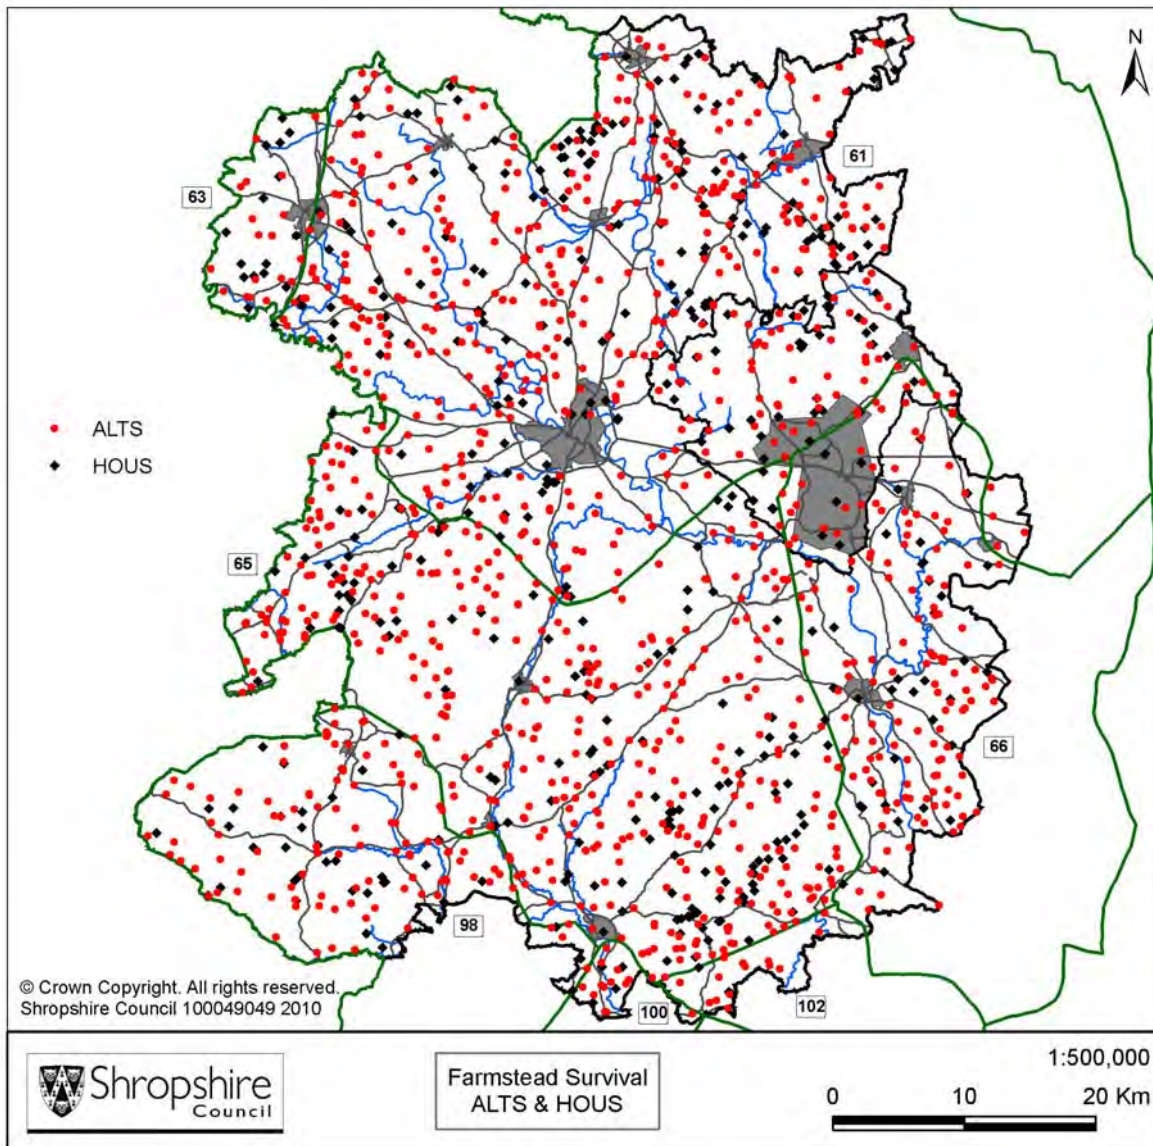 N
61
63
ALTS
HOUS
65
66
98
© Crown Copyright. All rights reserved.
Shropshire Council 100049049 2010
100
102
Shropshire
Council
Farmstead Survival
ALTS & HOUS
1:500,000
0 10 20 Km